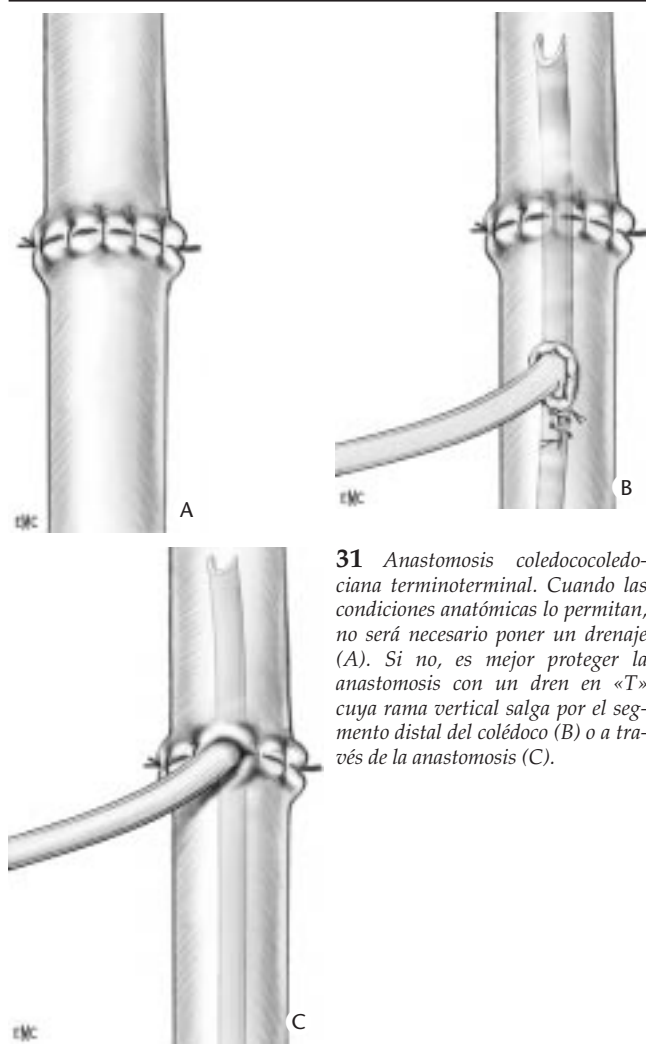 A
EMC
B
EMC
31 Anastomosis coledococoledo-
ciana terminoterminal. Cuando las
condiciones anatómicas lo permitan,
no será necesario poner un drenaje
(A). Si no, es mejor proteger la
anastomosis con un dren en «T»
cuya rama vertical salga por el seg-
mento distal del colédoco (B) o a tra-
vés de la anastomosis (C).
C
EMC